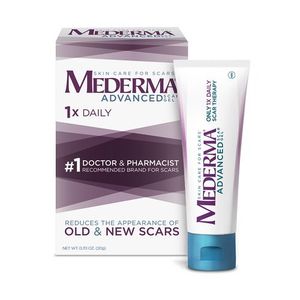 SKIN CARE FOR SCARS
MEDERMA
ADVANCED SCAR GEL
1x DAILY
#1 DOCTOR & PHARMACIST
RECOMMENDED BRAND FOR SCARS
REDUCES THE APPEARANCE OF
OLD & NEW SCARS
NET WT. 0.70 OZ (20g)
SKIN CARE FOR SCARS
MEDERMA
ADVANCED SCAR GEL
ONLY 1X DAILY
SCAR THERAPY